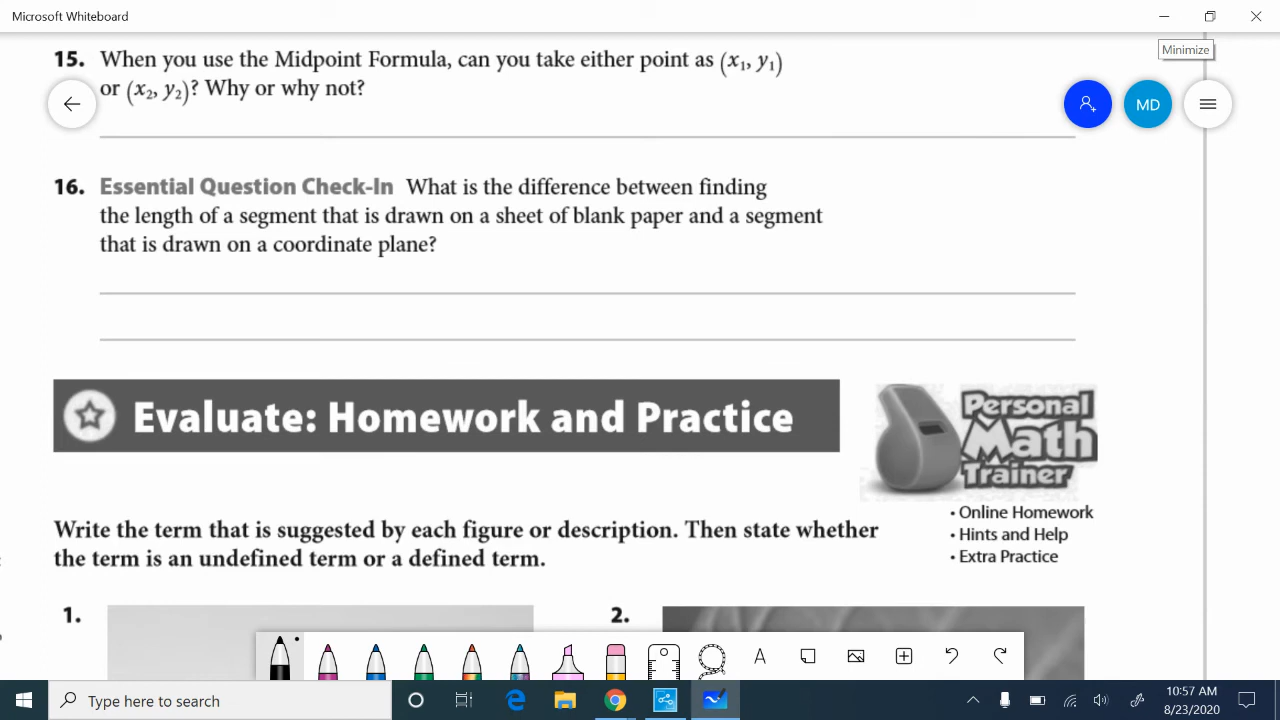 Microsoft Whiteboard
Minimize
15. When you use the Midpoint Formula, can you take either point as (x₁, y₁)
or (x₂, y₂)? Why or why not?
MD
16. Essential Question Check-In What is the difference between finding
the length of a segment that is drawn on a sheet of blank paper and a segment
that is drawn on a coordinate plane?
Evaluate: Homework and Practice
Personal
Math
Trainer
• Online Homework
• Hints and Help
• Extra Practice
Write the term that is suggested by each figure or description. Then state whether
the term is an undefined term or a defined term.
1.
2.
A
Type here to search
10:57 AM
8/23/2020